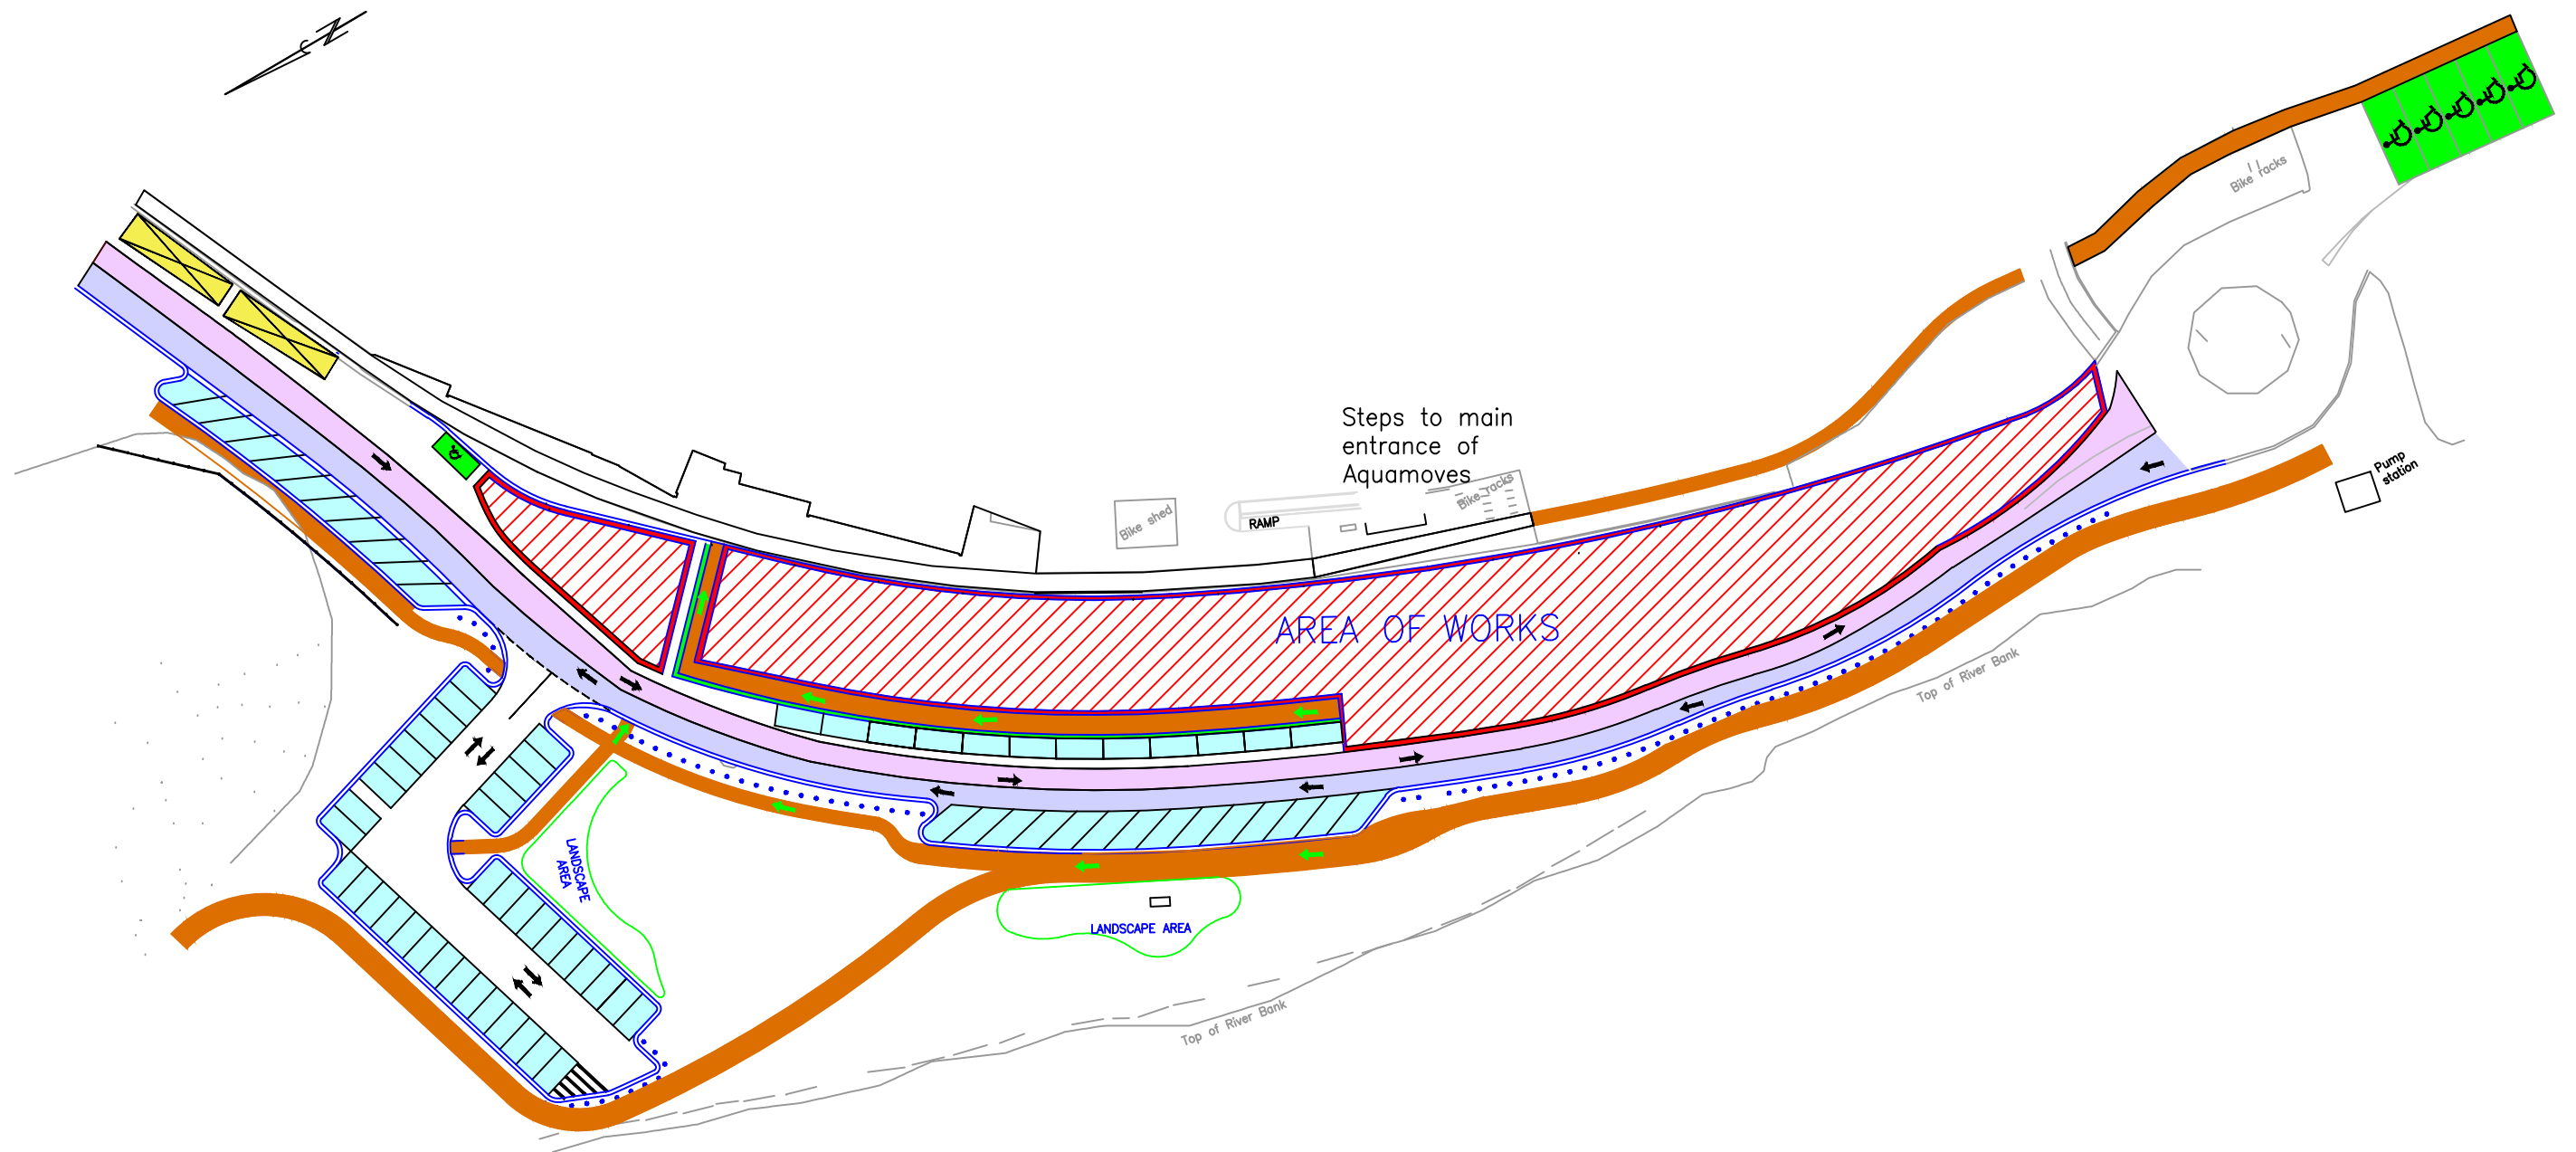 N
Bike racks
Steps to main
entrance of
Aquamoves
Bike racks
Bike shed
RAMP
Pump
station
AREA OF WORKS
Top of River Bank
LANDSCAPE
AREA
LANDSCAPE AREA
Top of River Bank